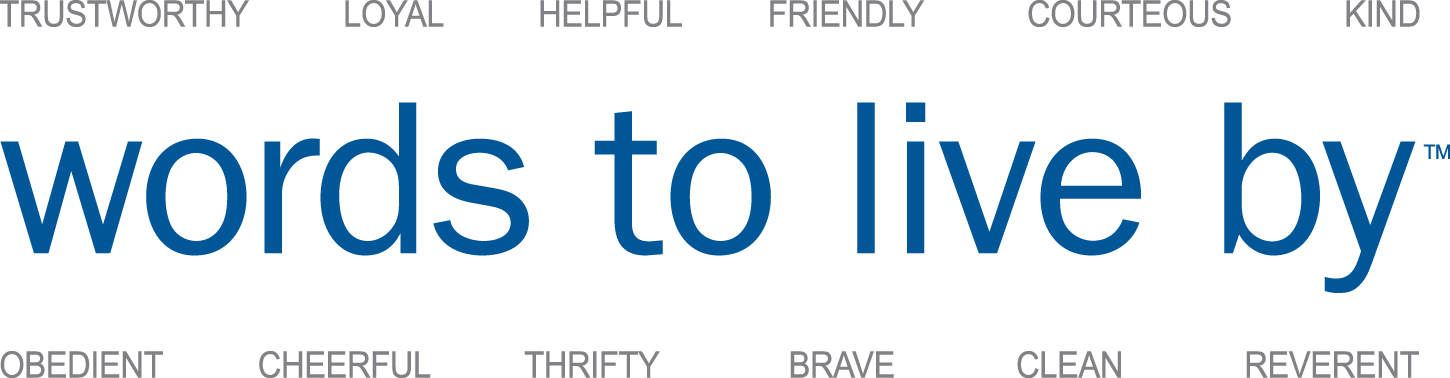 TRUSTWORTHY LOYAL HELPFUL FRIENDLY COURTEOUS KIND
words to live by™
OBEDIENT CHEERFUL THRIFTY BRAVE CLEAN REVERENT